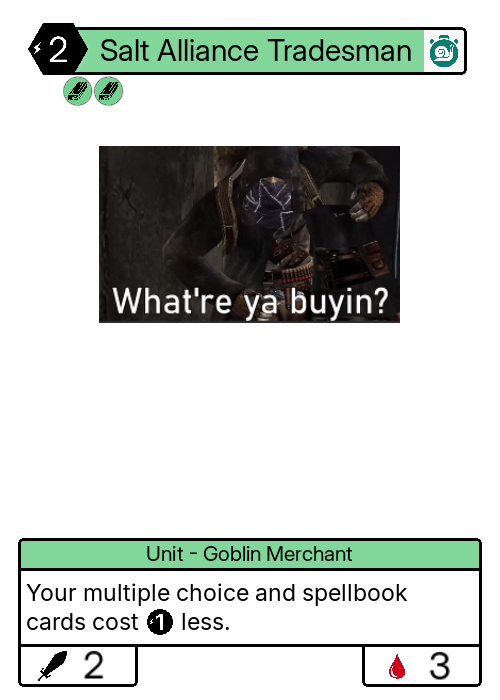 2 Salt Alliance Tradesman
What're ya buyin?
Unit - Goblin Merchant
Your multiple choice and spellbook
cards cost 1 less.
2 3